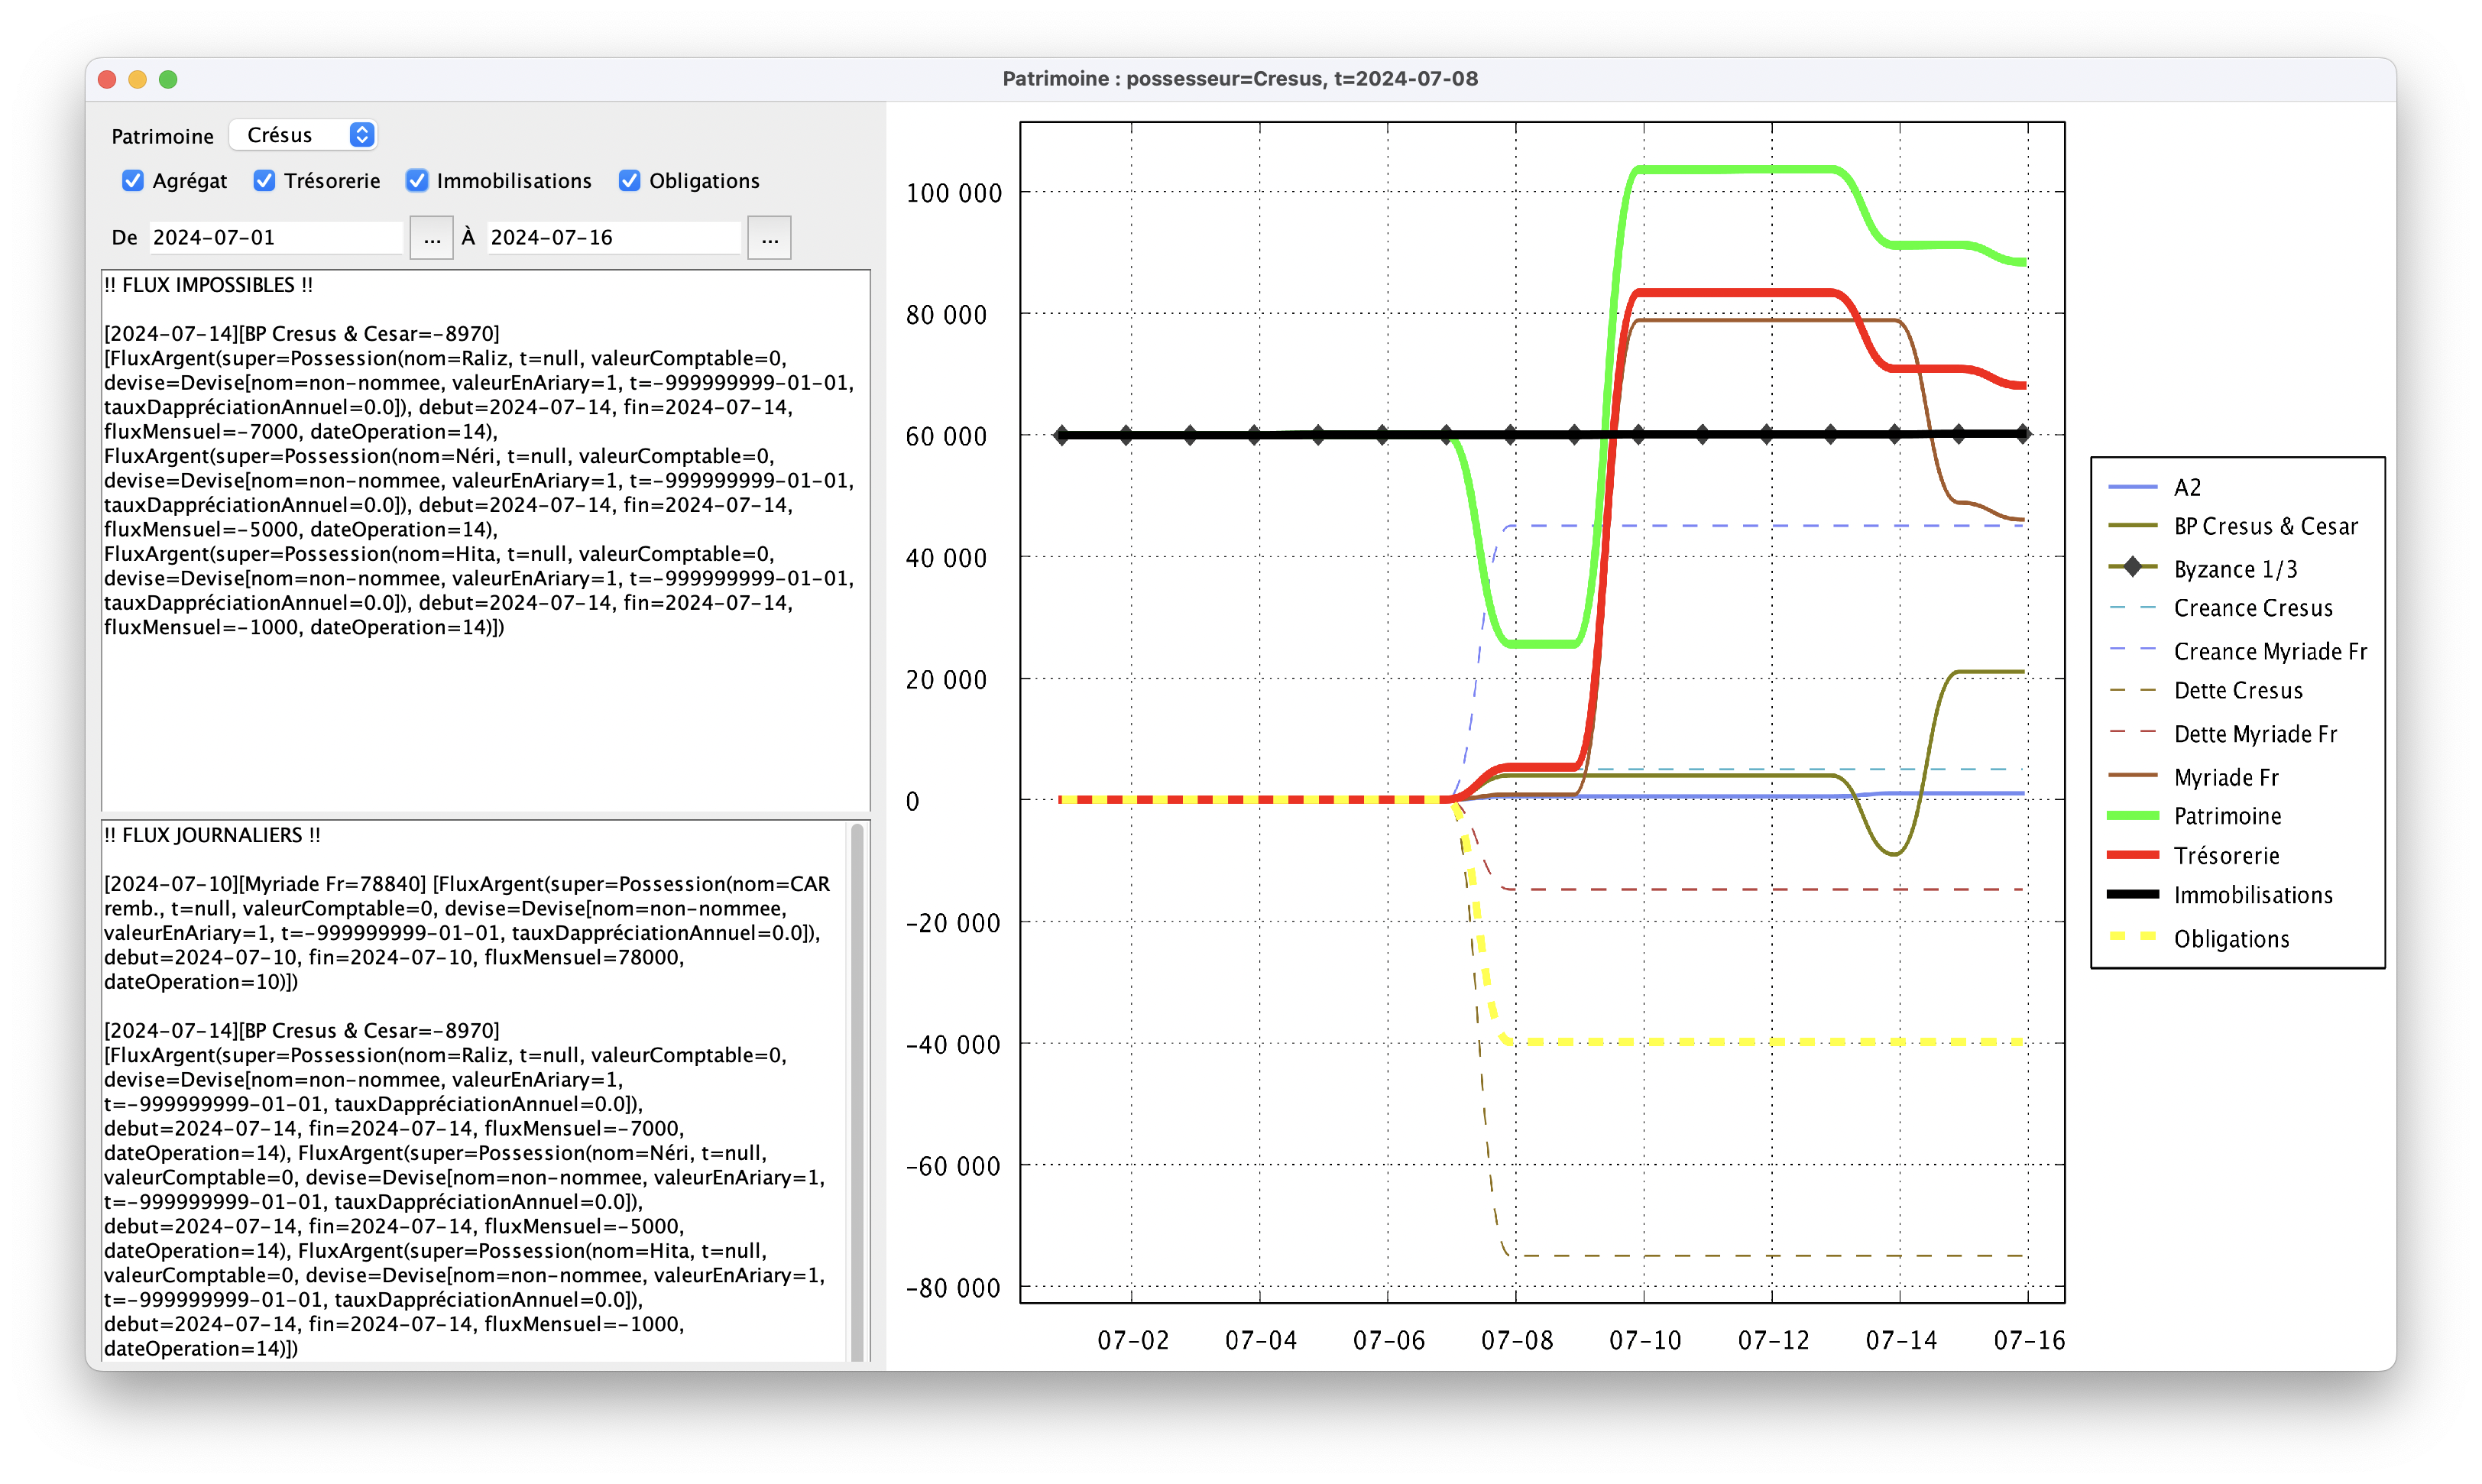 Patrimoine : possesseur=Cresus, t=2024-07-08
Patrimoine Crésus
Agrégat Trésorerie Immobilisations Obligations
De 2024-07-01 ... À 2024-07-16 ...
!! FLUX IMPOSSIBLES !!
[2024-07-14][BP Cresus & Cesar=-8970]
[FluxArgent(super=Possession(nom=Raliz, t=null, valeurComptable=0,
devise=Devise[nom=non-nommee, valeurEnAriary=1, t=-999999999-01-01,
tauxDappréciationAnnuel=0.0]), debut=2024-07-14, fin=2024-07-14,
fluxMensuel=-7000, dateOperation=14),
FluxArgent(super=Possession(nom=Néri, t=null, valeurComptable=0,
devise=Devise[nom=non-nommee, valeurEnAriary=1, t=-999999999-01-01,
tauxDappréciationAnnuel=0.0]), debut=2024-07-14, fin=2024-07-14,
fluxMensuel=-5000, dateOperation=14),
FluxArgent(super=Possession(nom=Hita, t=null, valeurComptable=0,
devise=Devise[nom=non-nommee, valeurEnAriary=1, t=-999999999-01-01,
tauxDappréciationAnnuel=0.0]), debut=2024-07-14, fin=2024-07-14,
fluxMensuel=-1000, dateOperation=14)])
!! FLUX JOURNALIERS !!
[2024-07-10][Myriade Fr=78840] [FluxArgent(super=Possession(nom=CAR
remb., t=null, valeurComptable=0, devise=Devise[nom=non-nommee,
valeurEnAriary=1, t=-999999999-01-01, tauxDappréciationAnnuel=0.0]),
debut=2024-07-10, fin=2024-07-10, fluxMensuel=78000,
dateOperation=10)])
[2024-07-14][BP Cresus & Cesar=-8970]
[FluxArgent(super=Possession(nom=Raliz, t=null, valeurComptable=0,
devise=Devise[nom=non-nommee, valeurEnAriary=1,
t=-999999999-01-01, tauxDappréciationAnnuel=0.0]),
debut=2024-07-14, fin=2024-07-14, fluxMensuel=-7000,
dateOperation=14), FluxArgent(super=Possession(nom=Néri, t=null,
valeurComptable=0, devise=Devise[nom=non-nommee, valeurEnAriary=1,
t=-999999999-01-01, tauxDappréciationAnnuel=0.0]),
debut=2024-07-14, fin=2024-07-14, fluxMensuel=-5000,
dateOperation=14), FluxArgent(super=Possession(nom=Hita, t=null,
valeurComptable=0, devise=Devise[nom=non-nommee, valeurEnAriary=1,
t=-999999999-01-01, tauxDappréciationAnnuel=0.0]),
debut=2024-07-14, fin=2024-07-14, fluxMensuel=-1000,
dateOperation=14)])
100 000
80 000
60 000
40 000
20 000
0
-20 000
-40 000
-60 000
-80 000
07-02 07-04 07-06 07-08 07-10 07-12 07-14 07-16
A2
BP Cresus & Cesar
Byzance 1/3
Creance Cresus
Creance Myriade Fr
Dette Cresus
Dette Myriade Fr
Myriade Fr
Patrimoine
Trésorerie
Immobilisations
Obligations